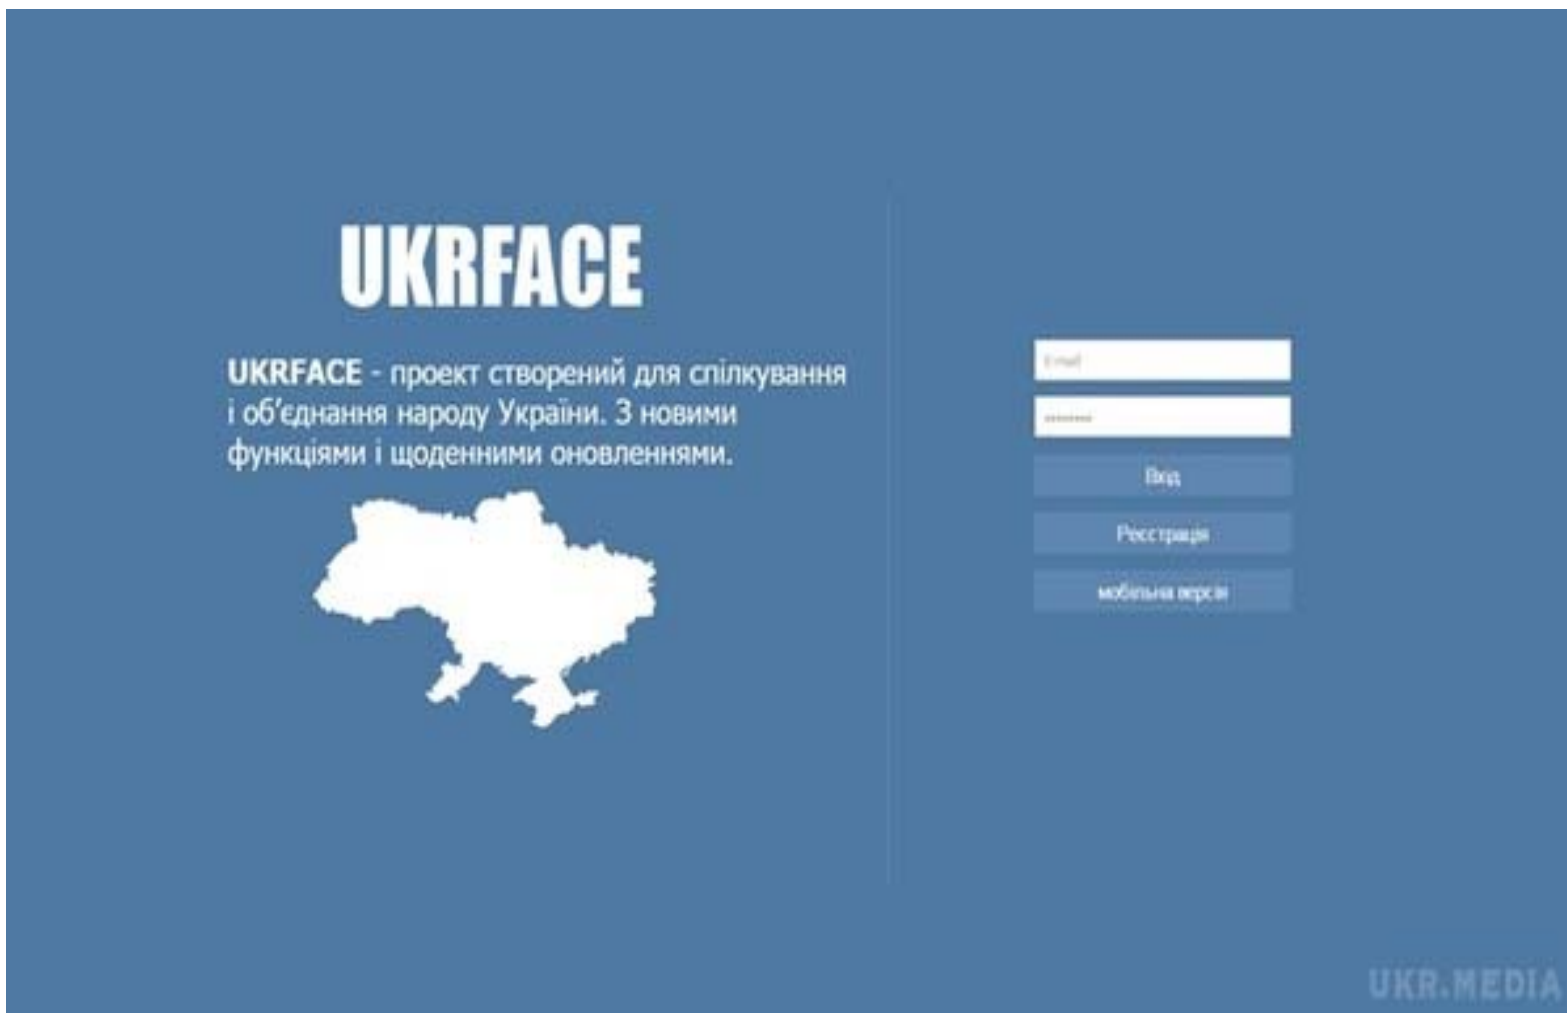 UKRFACE
UKRFACE - проект створений для спілкування
і об'єднання народу України. З новими
функціями і щоденними оновленнями.
Email
••••••••
Вхід
Реєстрація
мобільна версія
UKR.MEDIA